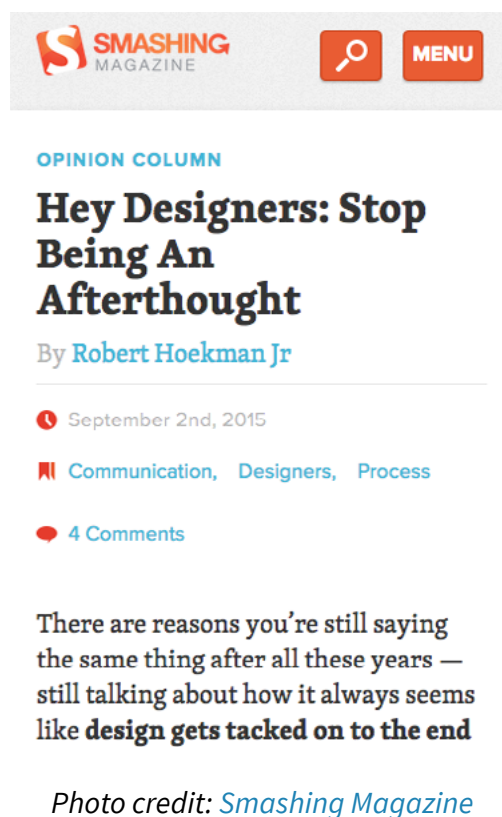 SMASHING
MAGAZINE
MENU
OPINION COLUMN
Hey Designers: Stop
Being An
Afterthought
By Robert Hoekman Jr
September 2nd, 2015
Communication, Designers, Process
4 Comments
There are reasons you’re still saying
the same thing after all these years —
still talking about how it always seems
like design gets tacked on to the end
Photo credit: Smashing Magazine